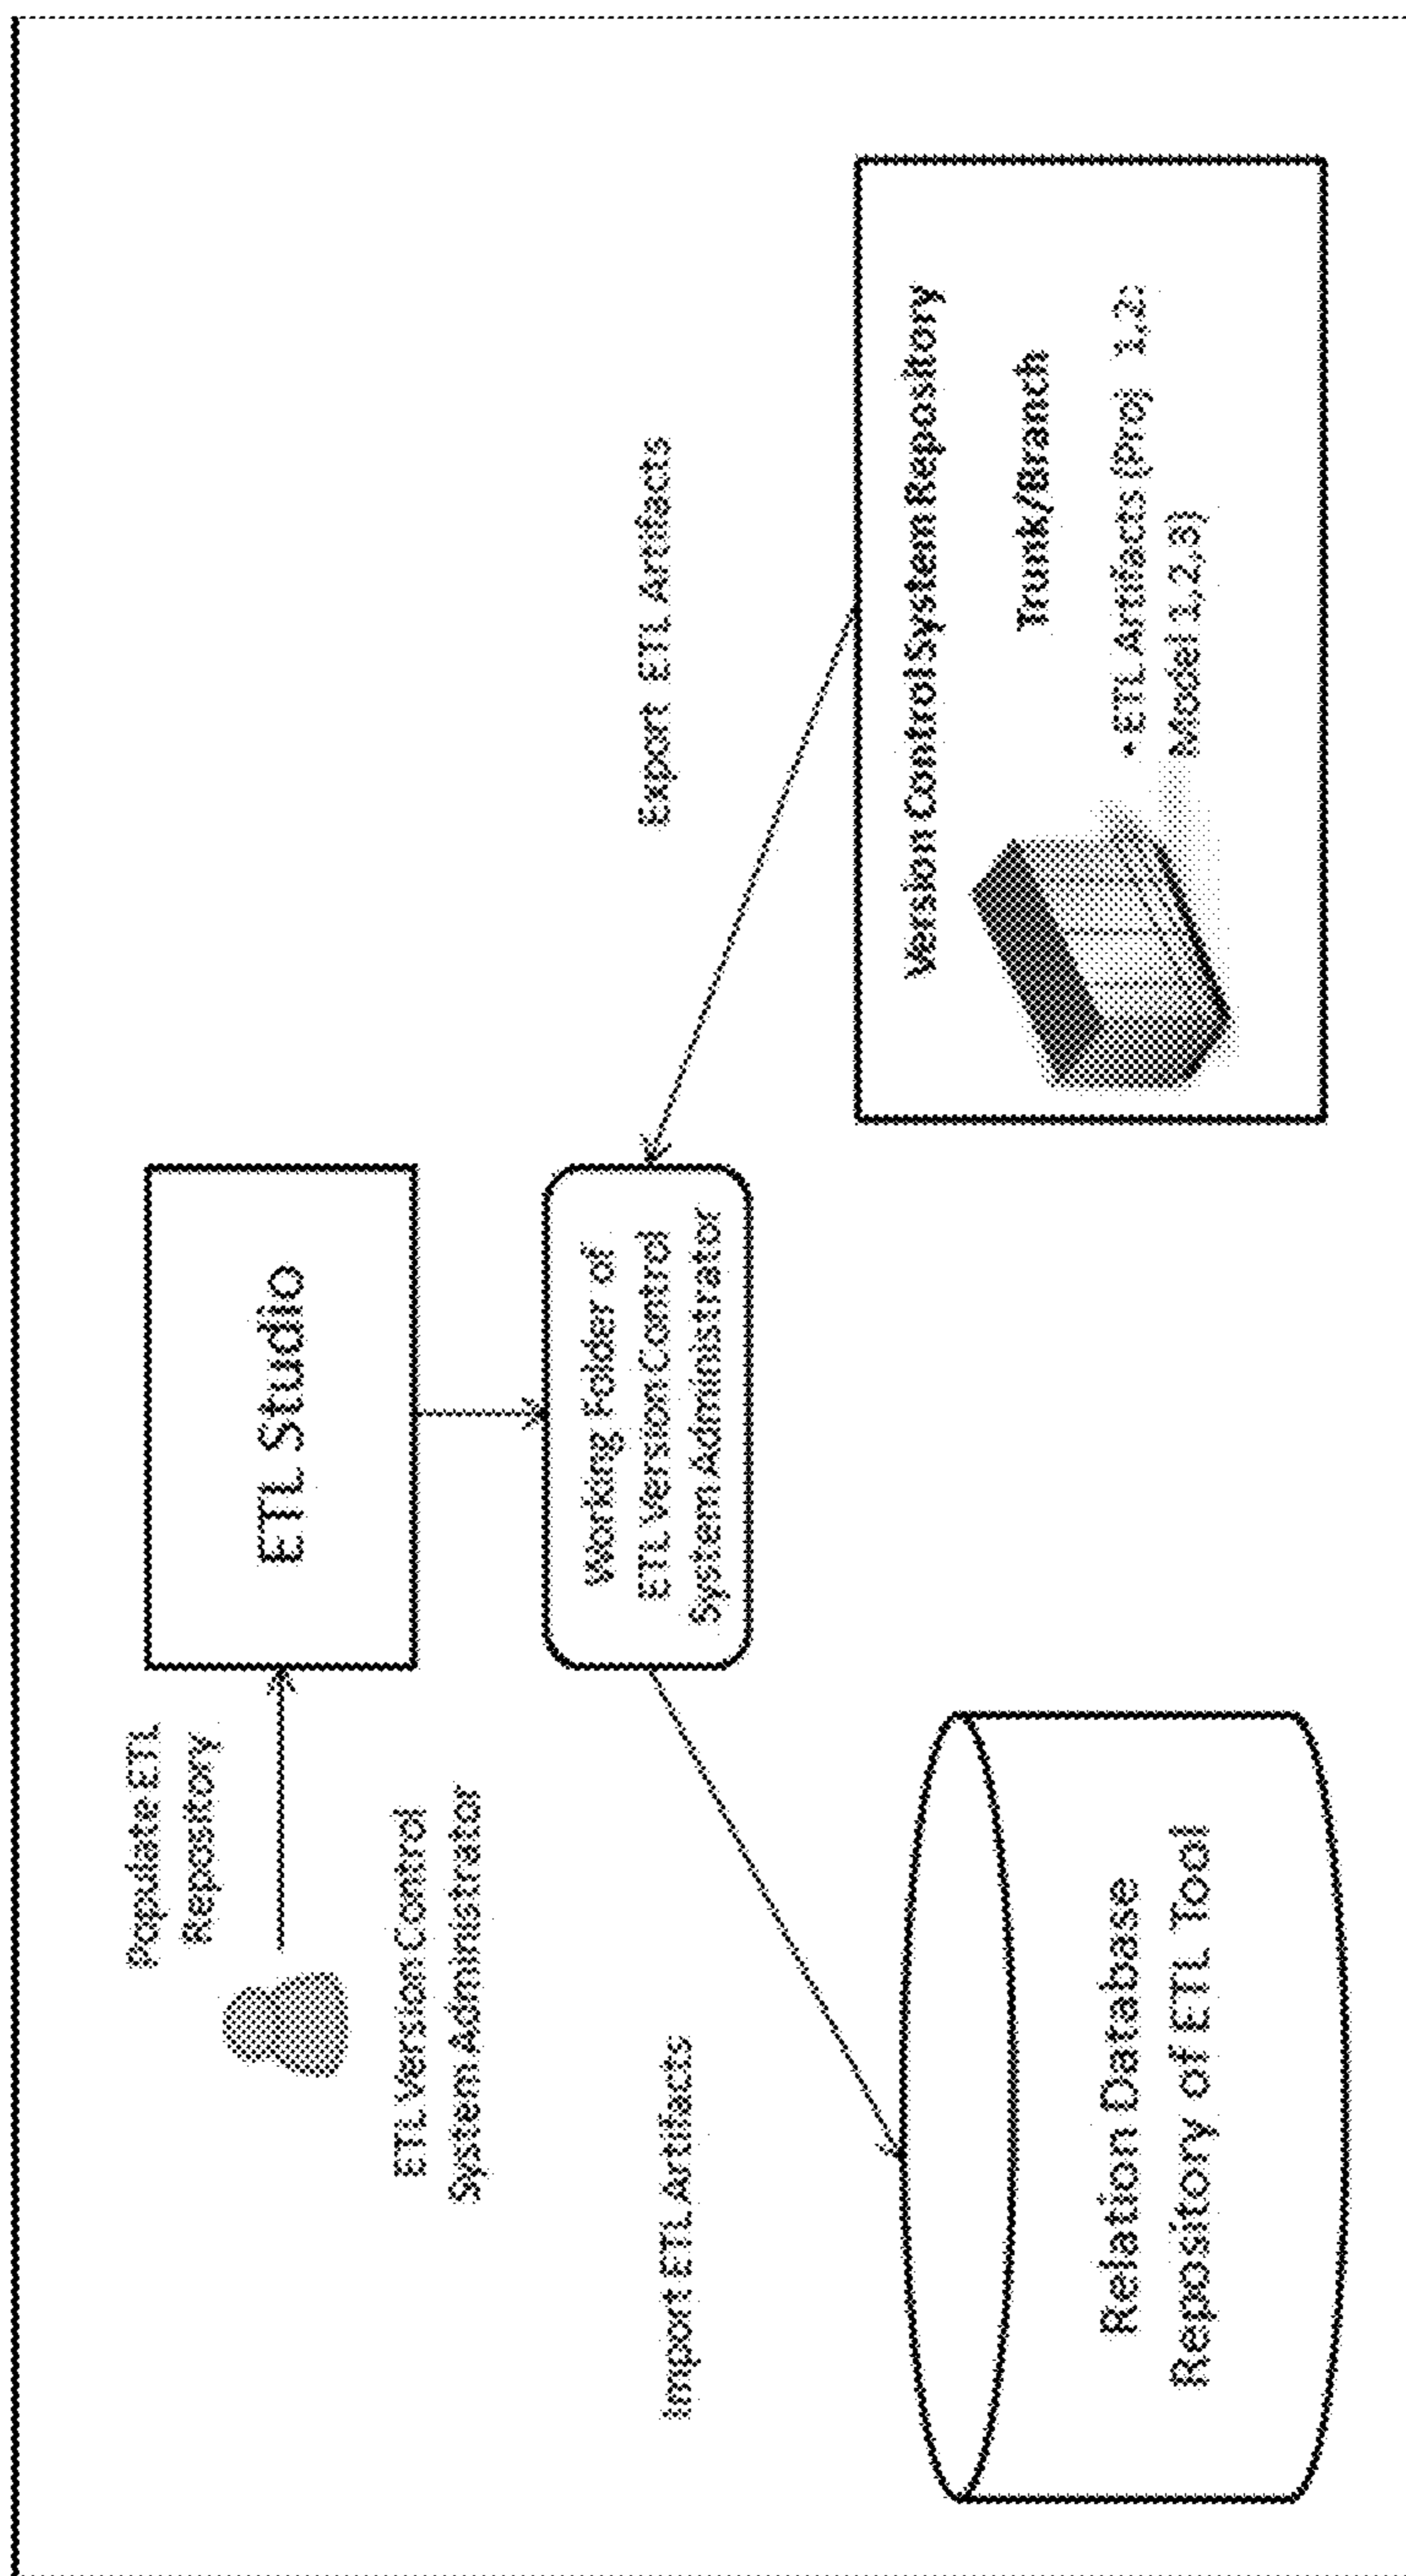 Populate ETL
Repository
ETL Studio
ETL Version Control
System Administrator
Working Folder of
ETL Version Control
System Administrator
Import ETL Artifacts
Export ETL Artifacts
Relation Database
Repository of ETL Tool
Version Control System Repository
Trunk/Branch
• ETL Artifacts (Proj 1,2:
Model 1,2,3)